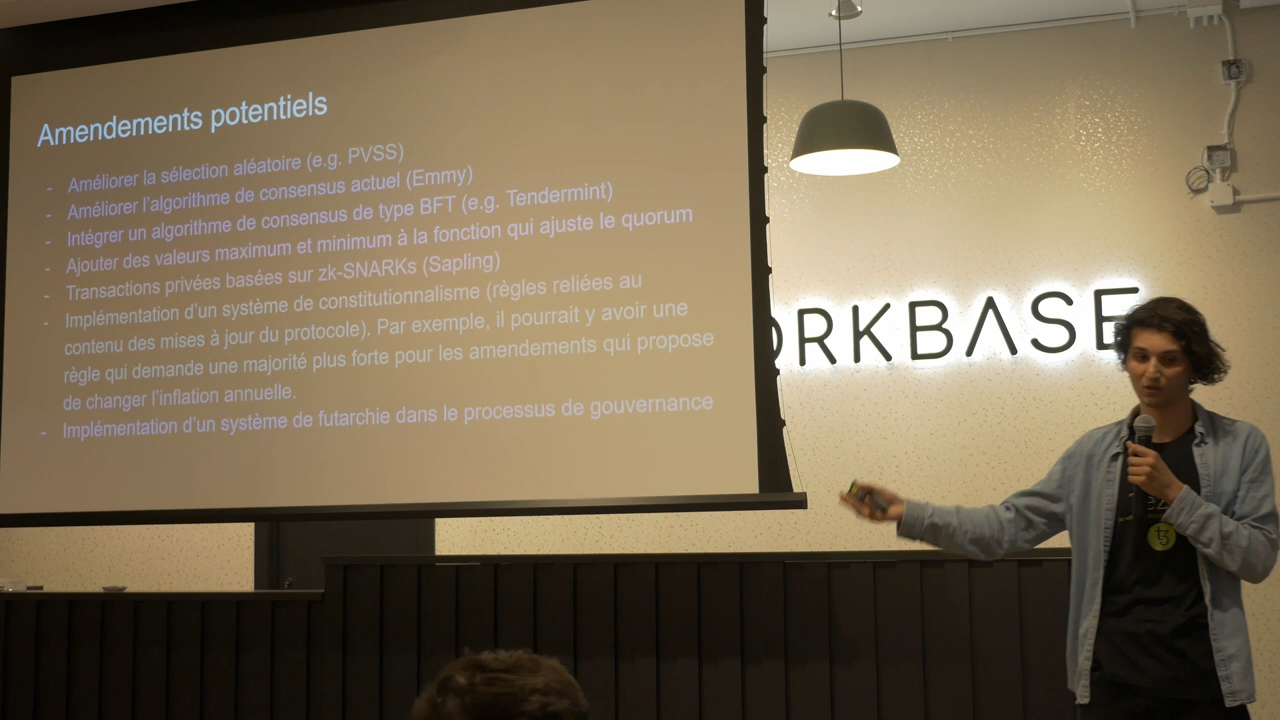 Amendements potentiels
- Améliorer la sélection aléatoire (e.g. PVSS)
- Améliorer l'algorithme de consensus actuel (Emmy)
- Intégrer un algorithme de consensus de type BFT (e.g. Tendermint)
- Ajouter des valeurs maximum et minimum à la fonction qui ajuste le quorum
- Transactions privées basées sur zk-SNARKs (Sapling)
- Implémentation d'un système de constitutionnalisme (règles reliées au
contenu des mises à jour du protocole). Par exemple, il pourrait y avoir une
règle qui demande une majorité plus forte pour les amendements qui propose
de changer l'inflation annuelle.
- Implémentation d'un système de futarchie dans le processus de gouvernance
ORKBASE